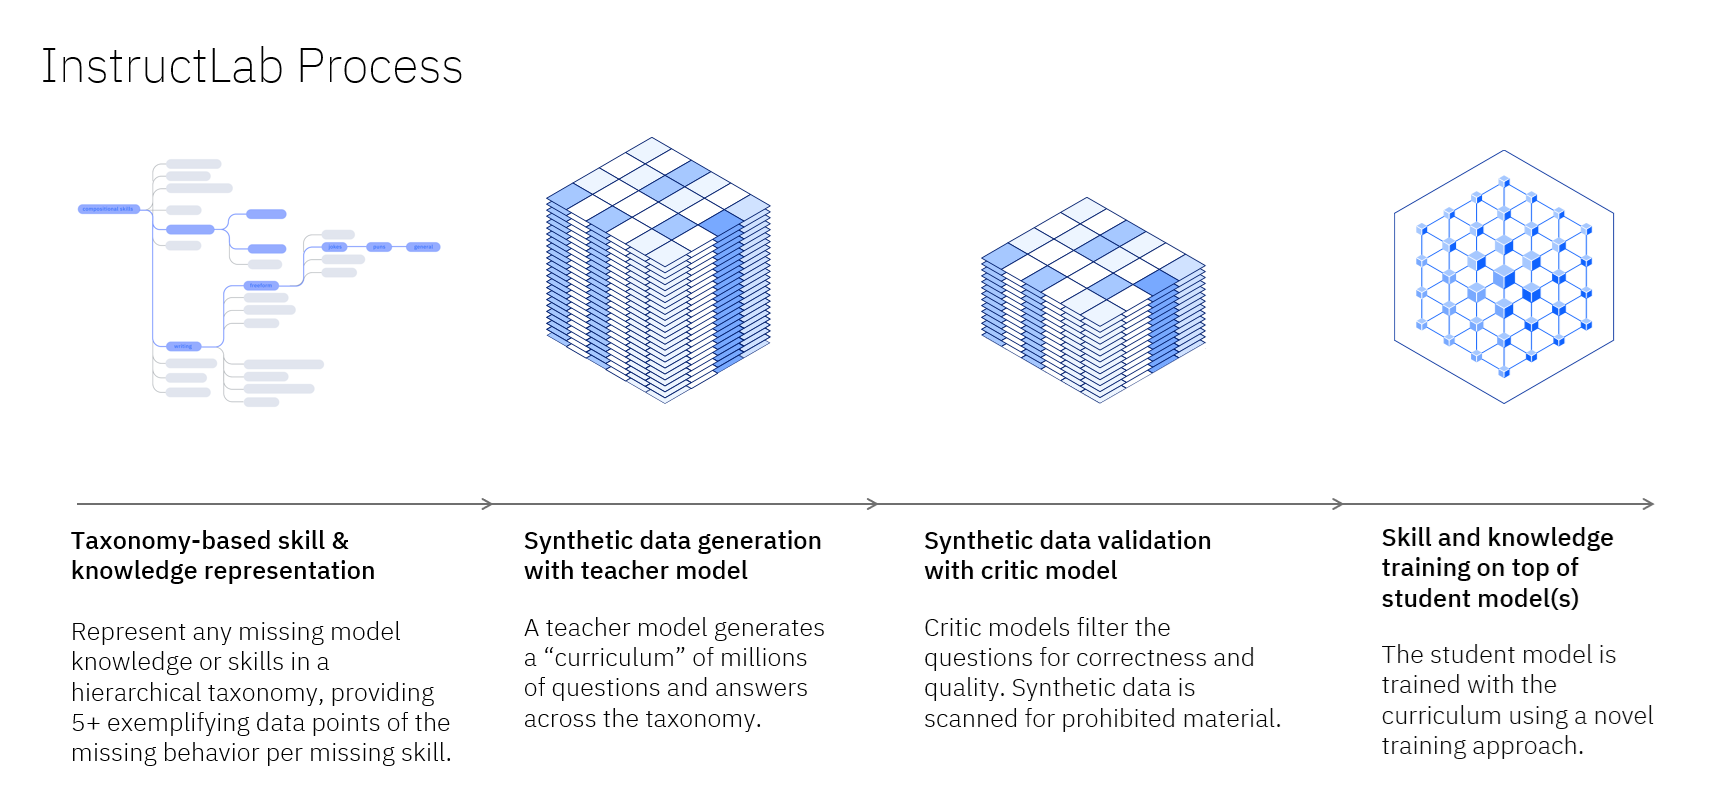 InstructLab Process
compositional skills
jokes
puns
general
freeform
writing
Taxonomy-based skill &
knowledge representation
Represent any missing model
knowledge or skills in a
hierarchical taxonomy, providing
5+ exemplifying data points of the
missing behavior per missing skill.
Synthetic data generation
with teacher model
A teacher model generates
a “curriculum” of millions
of questions and answers
across the taxonomy.
Synthetic data validation
with critic model
Critic models filter the
questions for correctness and
quality. Synthetic data is
scanned for prohibited material.
Skill and knowledge
training on top of
student model(s)
The student model is
trained with the
curriculum using a novel
training approach.